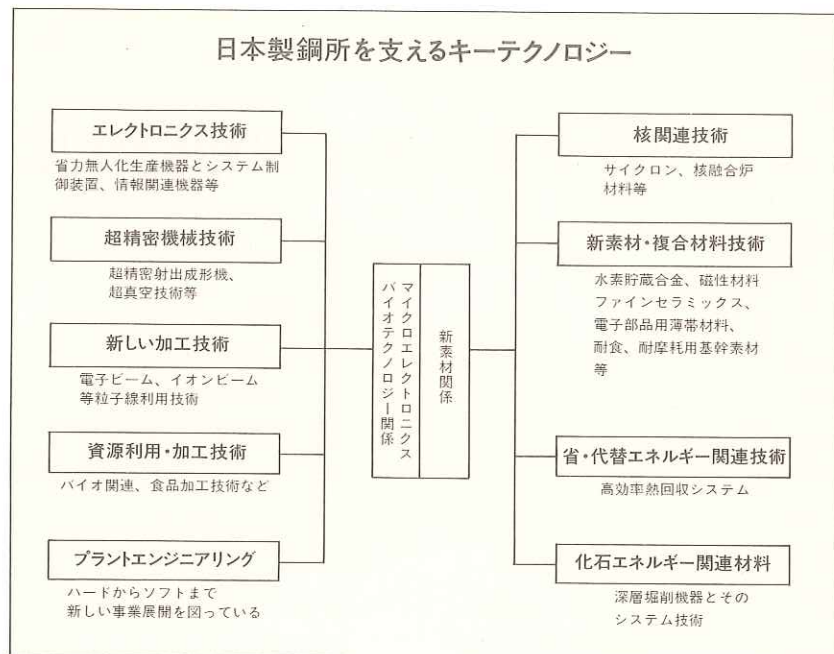 日本製鋼所を支えるキーテクノロジー
エレクトロニクス技術
省力無人化生産機器とシステム制
御装置、情報関連機器等
超精密機械技術
超精密射出成形機、
超真空技術等
新しい加工技術
電子ビーム、イオンビーム
等粒子線利用技術
資源利用・加工技術
バイオ関連、食品加工技術など
プラントエンジニアリング
ハードからソフトまで
新しい事業展開を図っている
マイクロエレクトロニクス
バイオテクノロジー関係
新素材関係
核関連技術
サイクロン、核融合炉
材料等
新素材・複合材料技術
水素貯蔵合金、磁性材料
ファインセラミックス、
電子部品用薄帯材料、
耐食、耐摩耗用基幹素材
等
省・代替エネルギー関連技術
高効率熱回収システム
化石エネルギー関連材料
深層堀削機器とその
システム技術